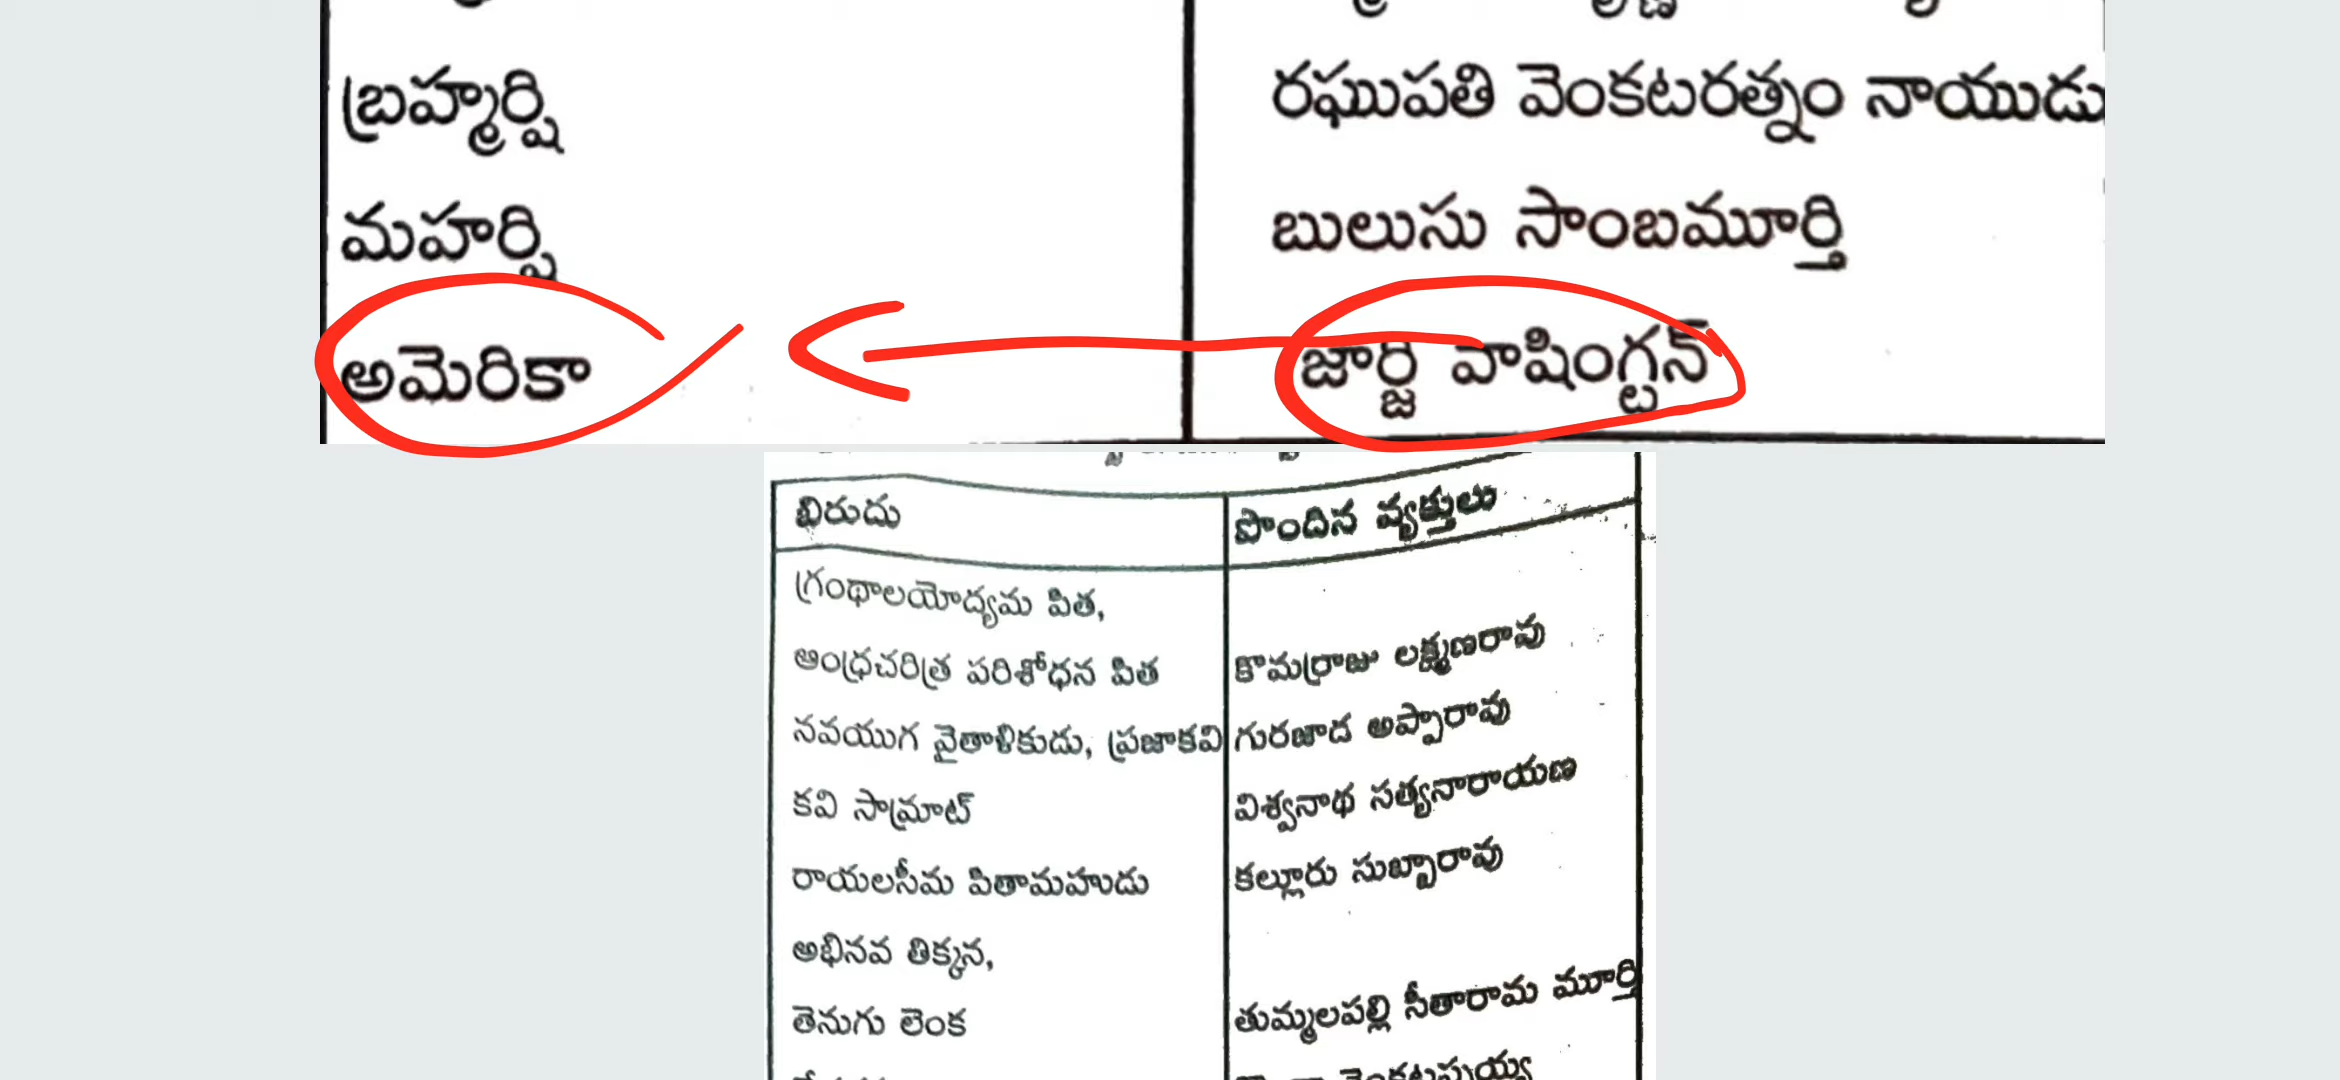 బ్రహ్మర్షి రఘుపతి వెంకటరత్నం నాయుడు
మహర్షి బులుసు సాంబమూర్తి
అమెరికా జార్జి వాషింగ్టన్
బిరుదు పొందిన వ్యక్తులు
గ్రంథాలయోద్యమ పిత,
ఆంధ్రచరిత్ర పరిశోధన పిత కొమర్రాజు లక్ష్మణరావు
నవయుగ వైతాళికుడు, ప్రజాకవి గురజాడ అప్పారావు
కవి సామ్రాట్ విశ్వనాథ సత్యనారాయణ
రాయలసీమ పితామహుడు కల్లూరు సుబ్బారావు
అభినవ తిక్కన,
తెనుగు లెంక తుమ్మలపల్లి సీతారామ మూర్తి